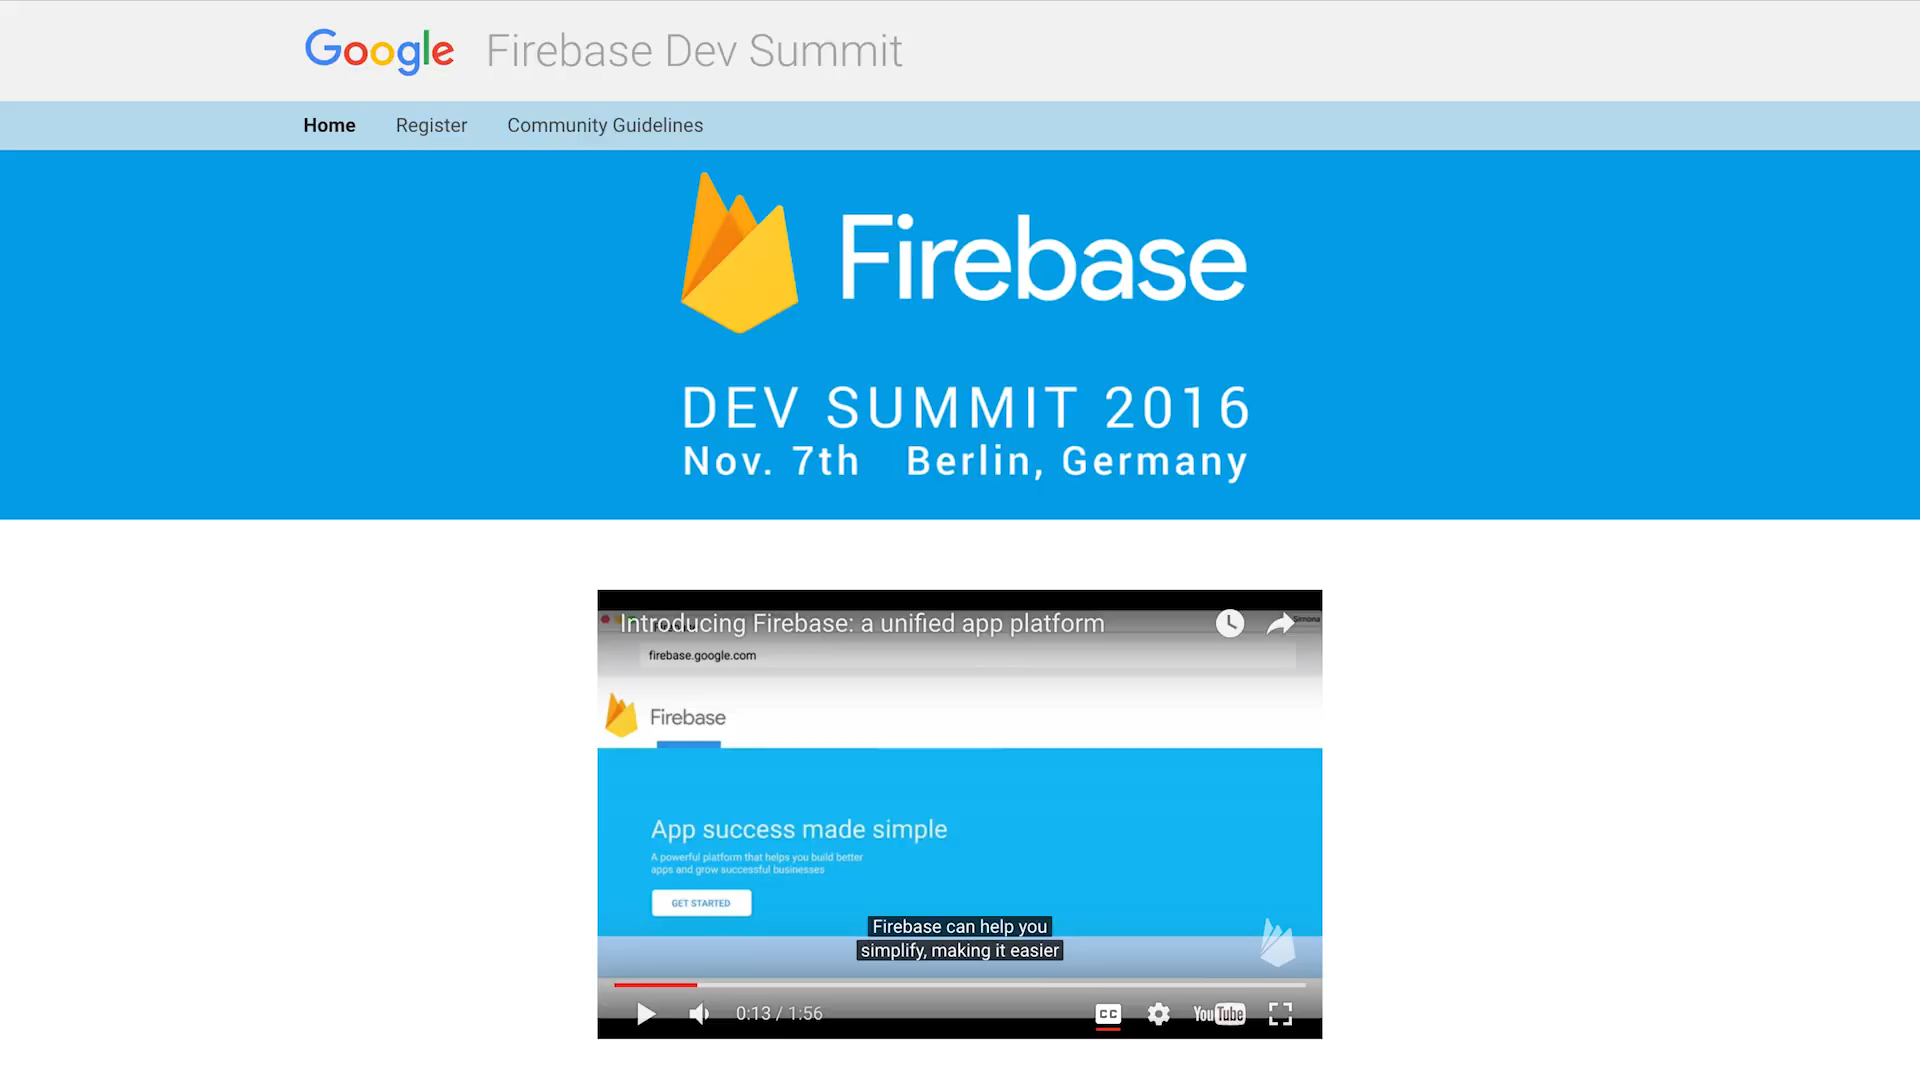 Google Firebase Dev Summit
Home Register Community Guidelines
Firebase
DEV SUMMIT 2016
Nov. 7th Berlin, Germany
Introducing Firebase: a unified app platform
Simona
firebase.google.com
Firebase
App success made simple
A powerful platform that helps you build better
apps and grow successful businesses
GET STARTED
Firebase can help you
simplify, making it easier
0:13 / 1:56
CC
YouTube